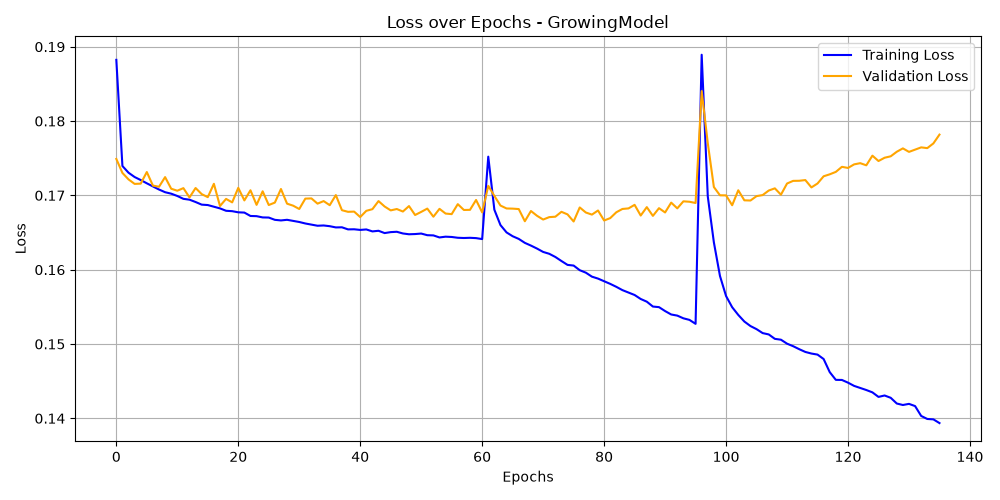 Loss over Epochs - GrowingModel
Training Loss
Validation Loss
0.19
0.18
0.17
0.16
0.15
0.14
Loss
0 20 40 60 80 100 120 140
Epochs